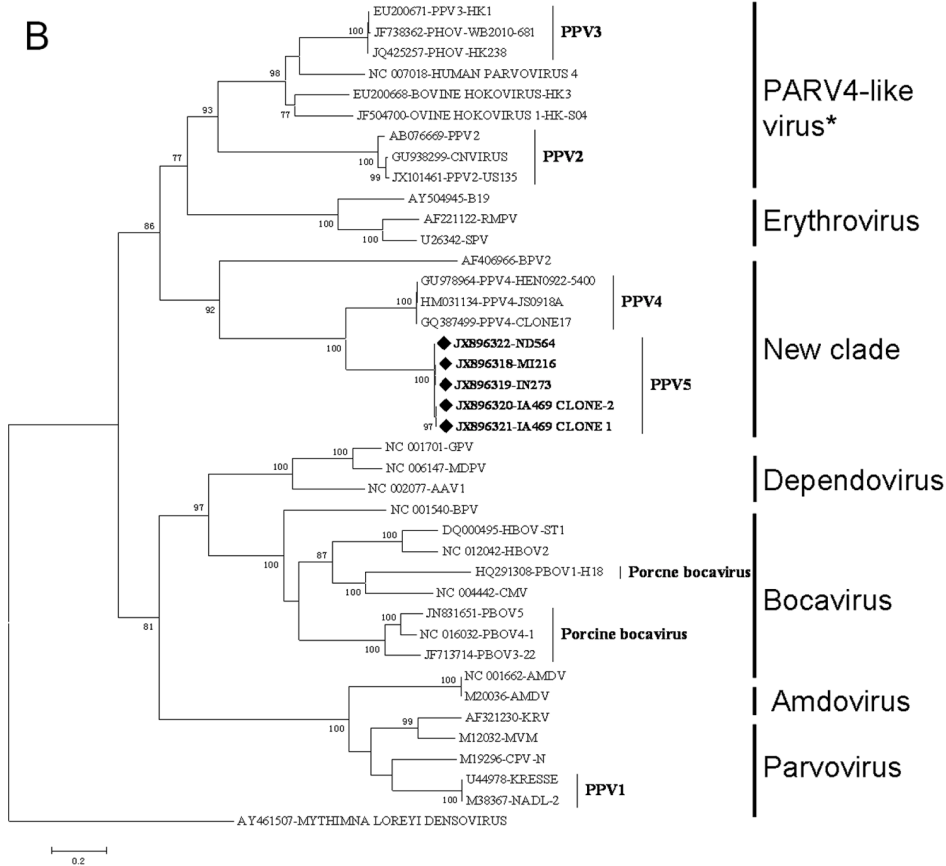 B
EU200671-PPV3-HK1
JF738362-PHOV-WB2010-681
JQ425257-PHOV-HK238
PPV3
100
NC 007018-HUMAN PARVOVIRUS 4
98
EU200668-BOVINE HOKOVIRUS-HK3
JF504700-OVINE HOKOVIRUS 1-HK-S04
77
93
AB076669-PPV2
GU938299-CNVIRUS
JX101461-PPV2-US135
PPV2
100
99
PARV4-like
virus*
77
AY504945-B19
AF221122-RMPV
U26342-SPV
100
100
Erythrovirus
86
AF406966-BPV2
GU978964-PPV4-HEN0922-5400
HM031134-PPV4-JS0918A
GQ387499-PPV4-CLONE17
PPV4
100
92
100
JX896322-ND564
JX896318-MI216
JX896319-IN273
JX896320-IA469 CLONE-2
JX896321-IA469 CLONE 1
PPV5
100
97
New clade
NC 001701-GPV
NC 006147-MDPV
NC 002077-AAV1
100
100
Dependovirus
97
NC 001540-BPV
DQ000495-HBOV-ST1
NC 012042-HBOV2
100
87
HQ291308-PBOV1-H18
Porcne bocavirus
NC 004442-CMV
100
100
JN831651-PBOV5
NC 016032-PBOV4-1
JF713714-PBOV3-22
Porcine bocavirus
100
100
Bocavirus
81
NC 001662-AMDV
M20036-AMDV
100
Amdovirus
100
AF321230-KRV
M12032-MVM
99
M19296-CPV-N
U44978-KRESSE
M38367-NADL-2
PPV1
100
Parvovirus
AY461507-MYTHIMNA LOREYI DENSOVIRUS
0.2